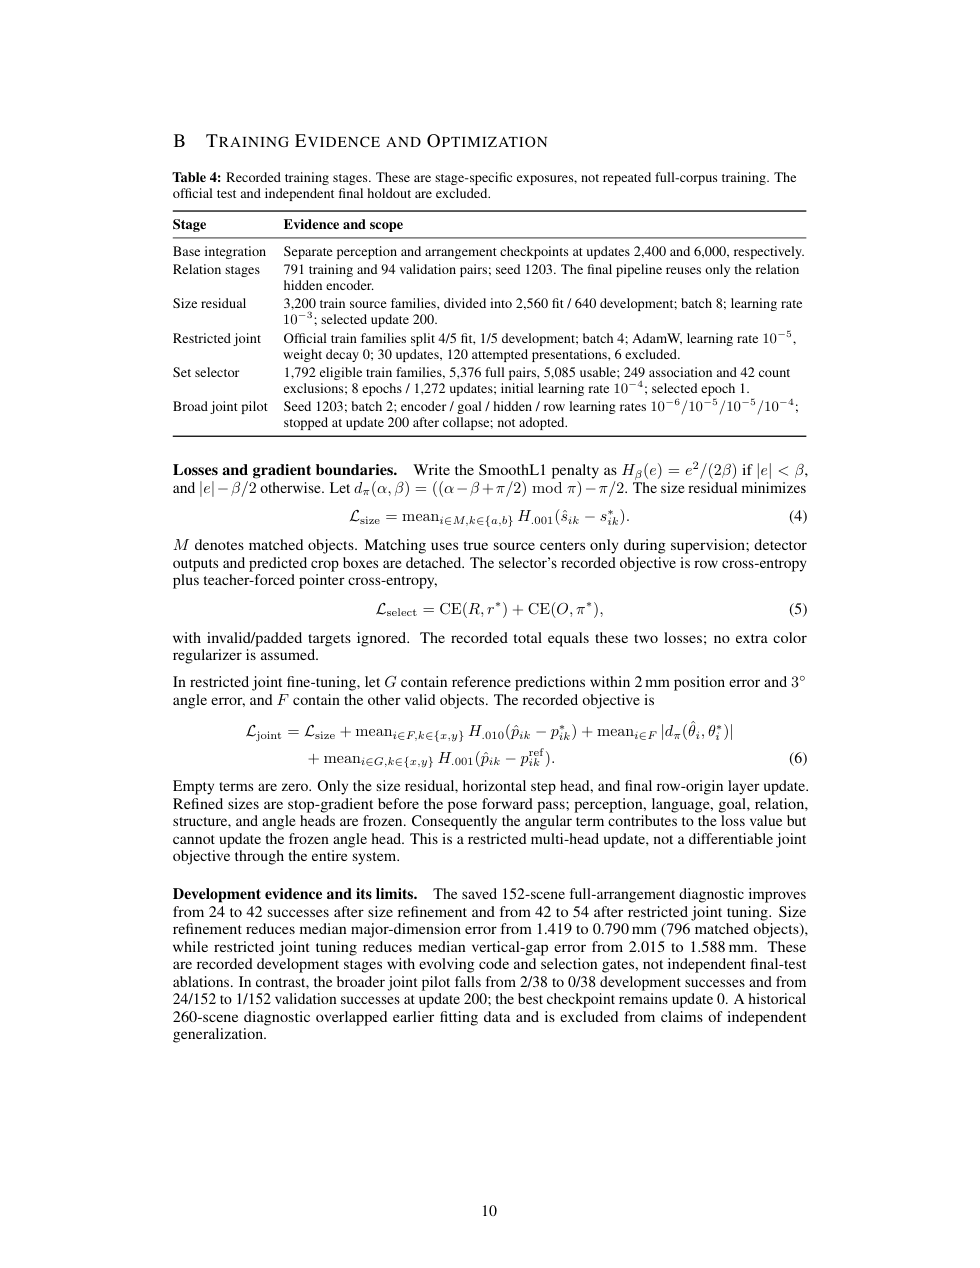 B TRAINING EVIDENCE AND OPTIMIZATION
Table 4: Recorded training stages. These are stage-specific exposures, not repeated full-corpus training. The
official test and independent final holdout are excluded.
Stage Evidence and scope
Base integration Separate perception and arrangement checkpoints at updates 2,400 and 6,000, respectively.
Relation stages 791 training and 94 validation pairs; seed 1203. The final pipeline reuses only the relation
hidden encoder.
Size residual 3,200 train source families, divided into 2,560 fit / 640 development; batch 8; learning rate
10⁻³; selected update 200.
Restricted joint Official train families split 4/5 fit, 1/5 development; batch 4; AdamW, learning rate 10⁻⁵,
weight decay 0; 30 updates, 120 attempted presentations, 6 excluded.
Set selector 1,792 eligible train families, 5,376 full pairs, 5,085 usable; 249 association and 42 count
exclusions; 8 epochs / 1,272 updates; initial learning rate 10⁻⁴; selected epoch 1.
Broad joint pilot Seed 1203; batch 2; encoder / goal / hidden / row learning rates 10⁻⁶/10⁻⁵/10⁻⁵/10⁻⁴;
stopped at update 200 after collapse; not adopted.
Losses and gradient boundaries. Write the SmoothL1 penalty as H_β(e) = e²/(2β) if |e| < β,
and |e| − β/2 otherwise. Let d_π(α, β) = ((α − β + π/2) mod π) − π/2. The size residual minimizes
ℒ_size = mean_{i∈M,k∈{a,b}} H_{.001}(ŝ_{ik} − s*_{ik}). (4)
M denotes matched objects. Matching uses true source centers only during supervision; detector
outputs and predicted crop boxes are detached. The selector's recorded objective is row cross-entropy
plus teacher-forced pointer cross-entropy,
ℒ_select = CE(R, r*) + CE(O, π*), (5)
with invalid/padded targets ignored. The recorded total equals these two losses; no extra color
regularizer is assumed.
In restricted joint fine-tuning, let G contain reference predictions within 2 mm position error and 3°
angle error, and F contain the other valid objects. The recorded objective is
ℒ_joint = ℒ_size + mean_{i∈F,k∈{x,y}} H_{.010}(p̂_{ik} − p*_{ik}) + mean_{i∈F} |d_π(θ̂_i, θ*_i)|
+ mean_{i∈G,k∈{x,y}} H_{.001}(p̂_{ik} − p^{ref}_{ik}). (6)
Empty terms are zero. Only the size residual, horizontal step head, and final row-origin layer update.
Refined sizes are stop-gradient before the pose forward pass; perception, language, goal, relation,
structure, and angle heads are frozen. Consequently the angular term contributes to the loss value but
cannot update the frozen angle head. This is a restricted multi-head update, not a differentiable joint
objective through the entire system.
Development evidence and its limits. The saved 152-scene full-arrangement diagnostic improves
from 24 to 42 successes after size refinement and from 42 to 54 after restricted joint tuning. Size
refinement reduces median major-dimension error from 1.419 to 0.790 mm (796 matched objects),
while restricted joint tuning reduces median vertical-gap error from 2.015 to 1.588 mm. These
are recorded development stages with evolving code and selection gates, not independent final-test
ablations. In contrast, the broader joint pilot falls from 2/38 to 0/38 development successes and from
24/152 to 1/152 validation successes at update 200; the best checkpoint remains update 0. A historical
260-scene diagnostic overlapped earlier fitting data and is excluded from claims of independent
generalization.
10